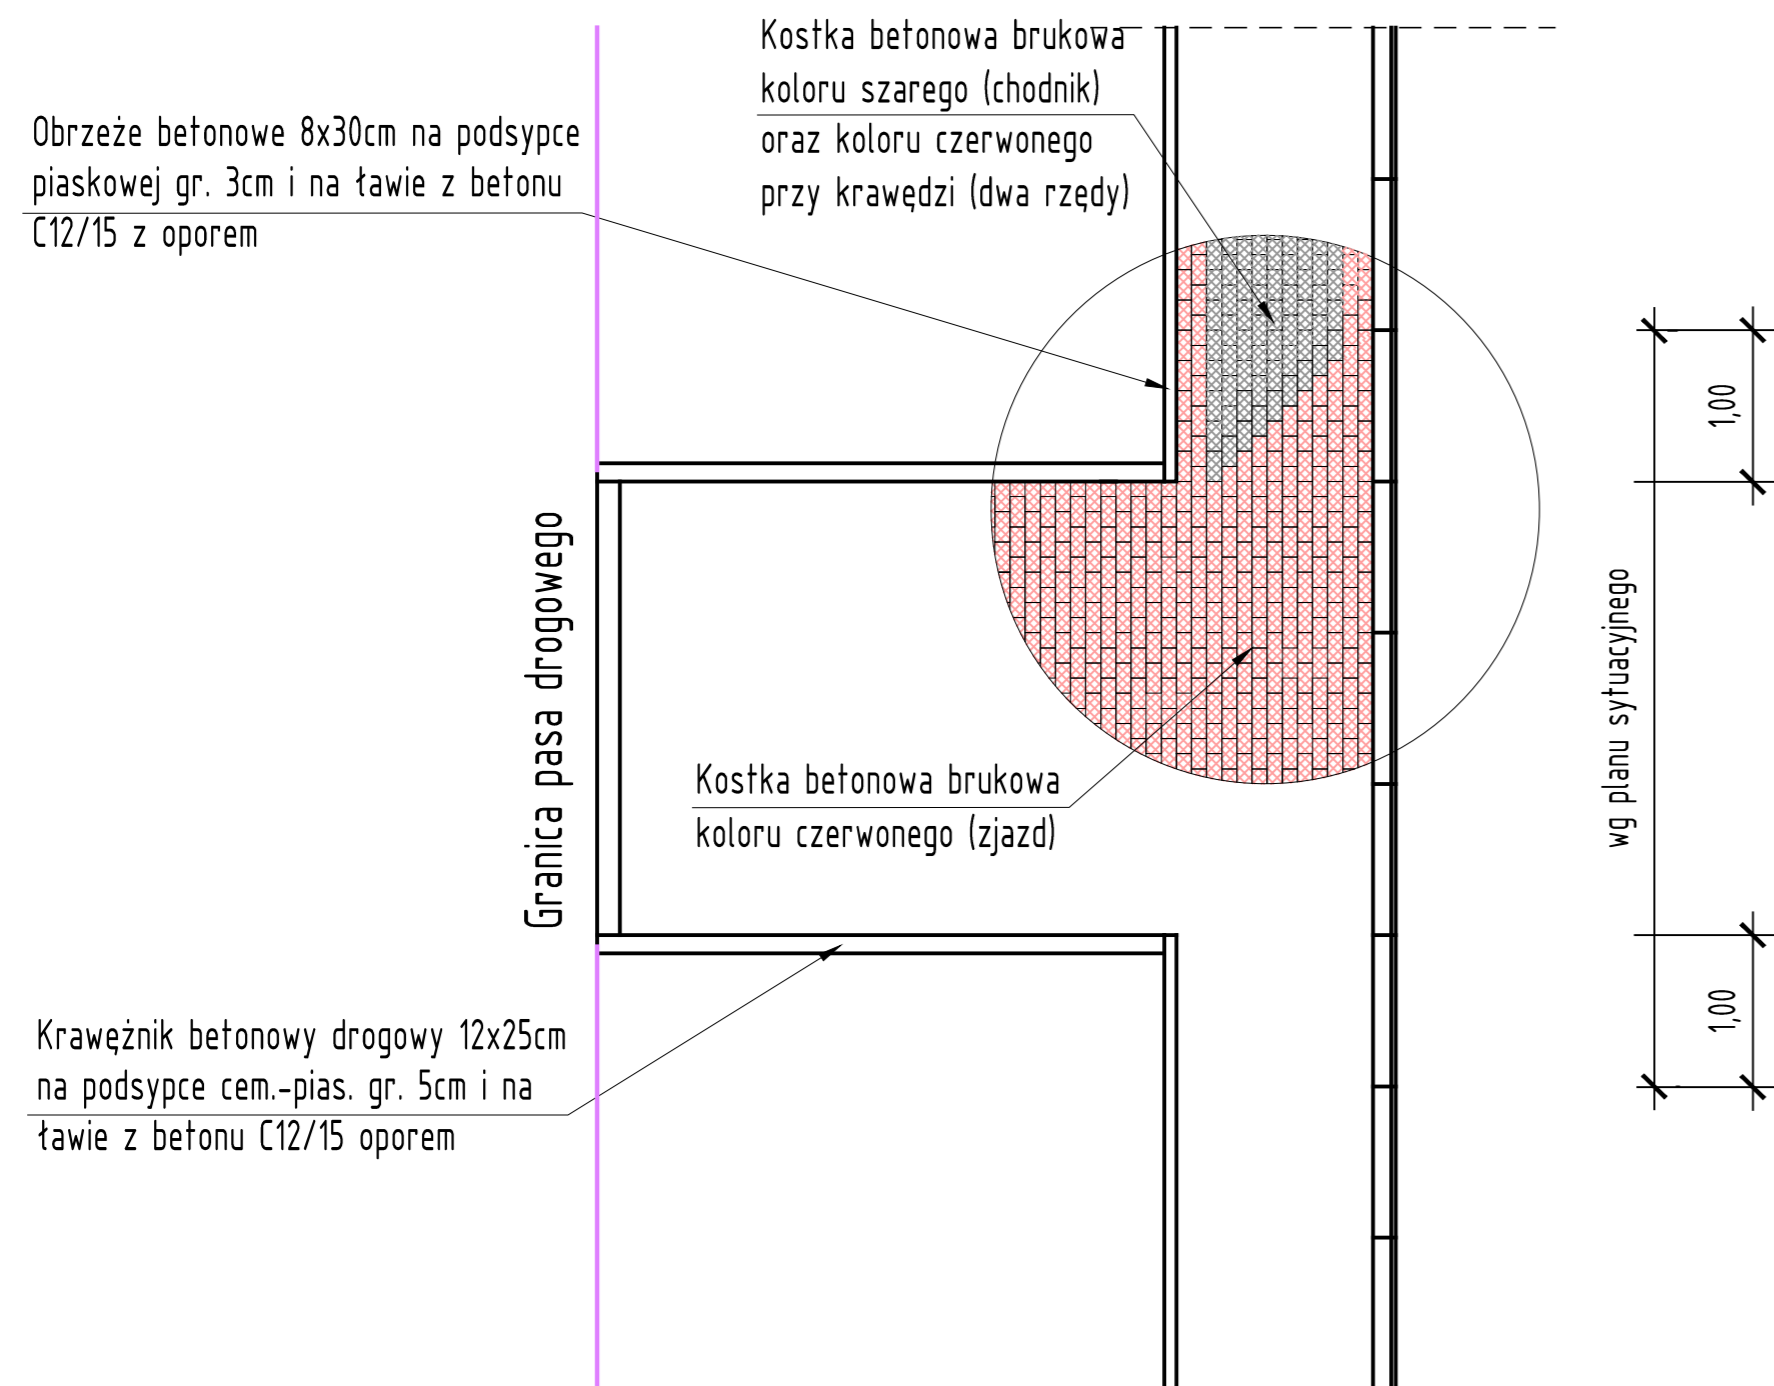 Kostka betonowa brukowa
koloru szarego (chodnik)
oraz koloru czerwonego
przy krawędzi (dwa rzędy)
Obrzeże betonowe 8x30cm na podsypce
piaskowej gr. 3cm i na ławie z betonu
C12/15 z oporem
1,00
Granica pasa drogowego
wg planu sytuacyjnego
Kostka betonowa brukowa
koloru czerwonego (zjazd)
1,00
Krawężnik betonowy drogowy 12x25cm
na podsypce cem.-pias. gr. 5cm i na
ławie z betonu C12/15 oporem